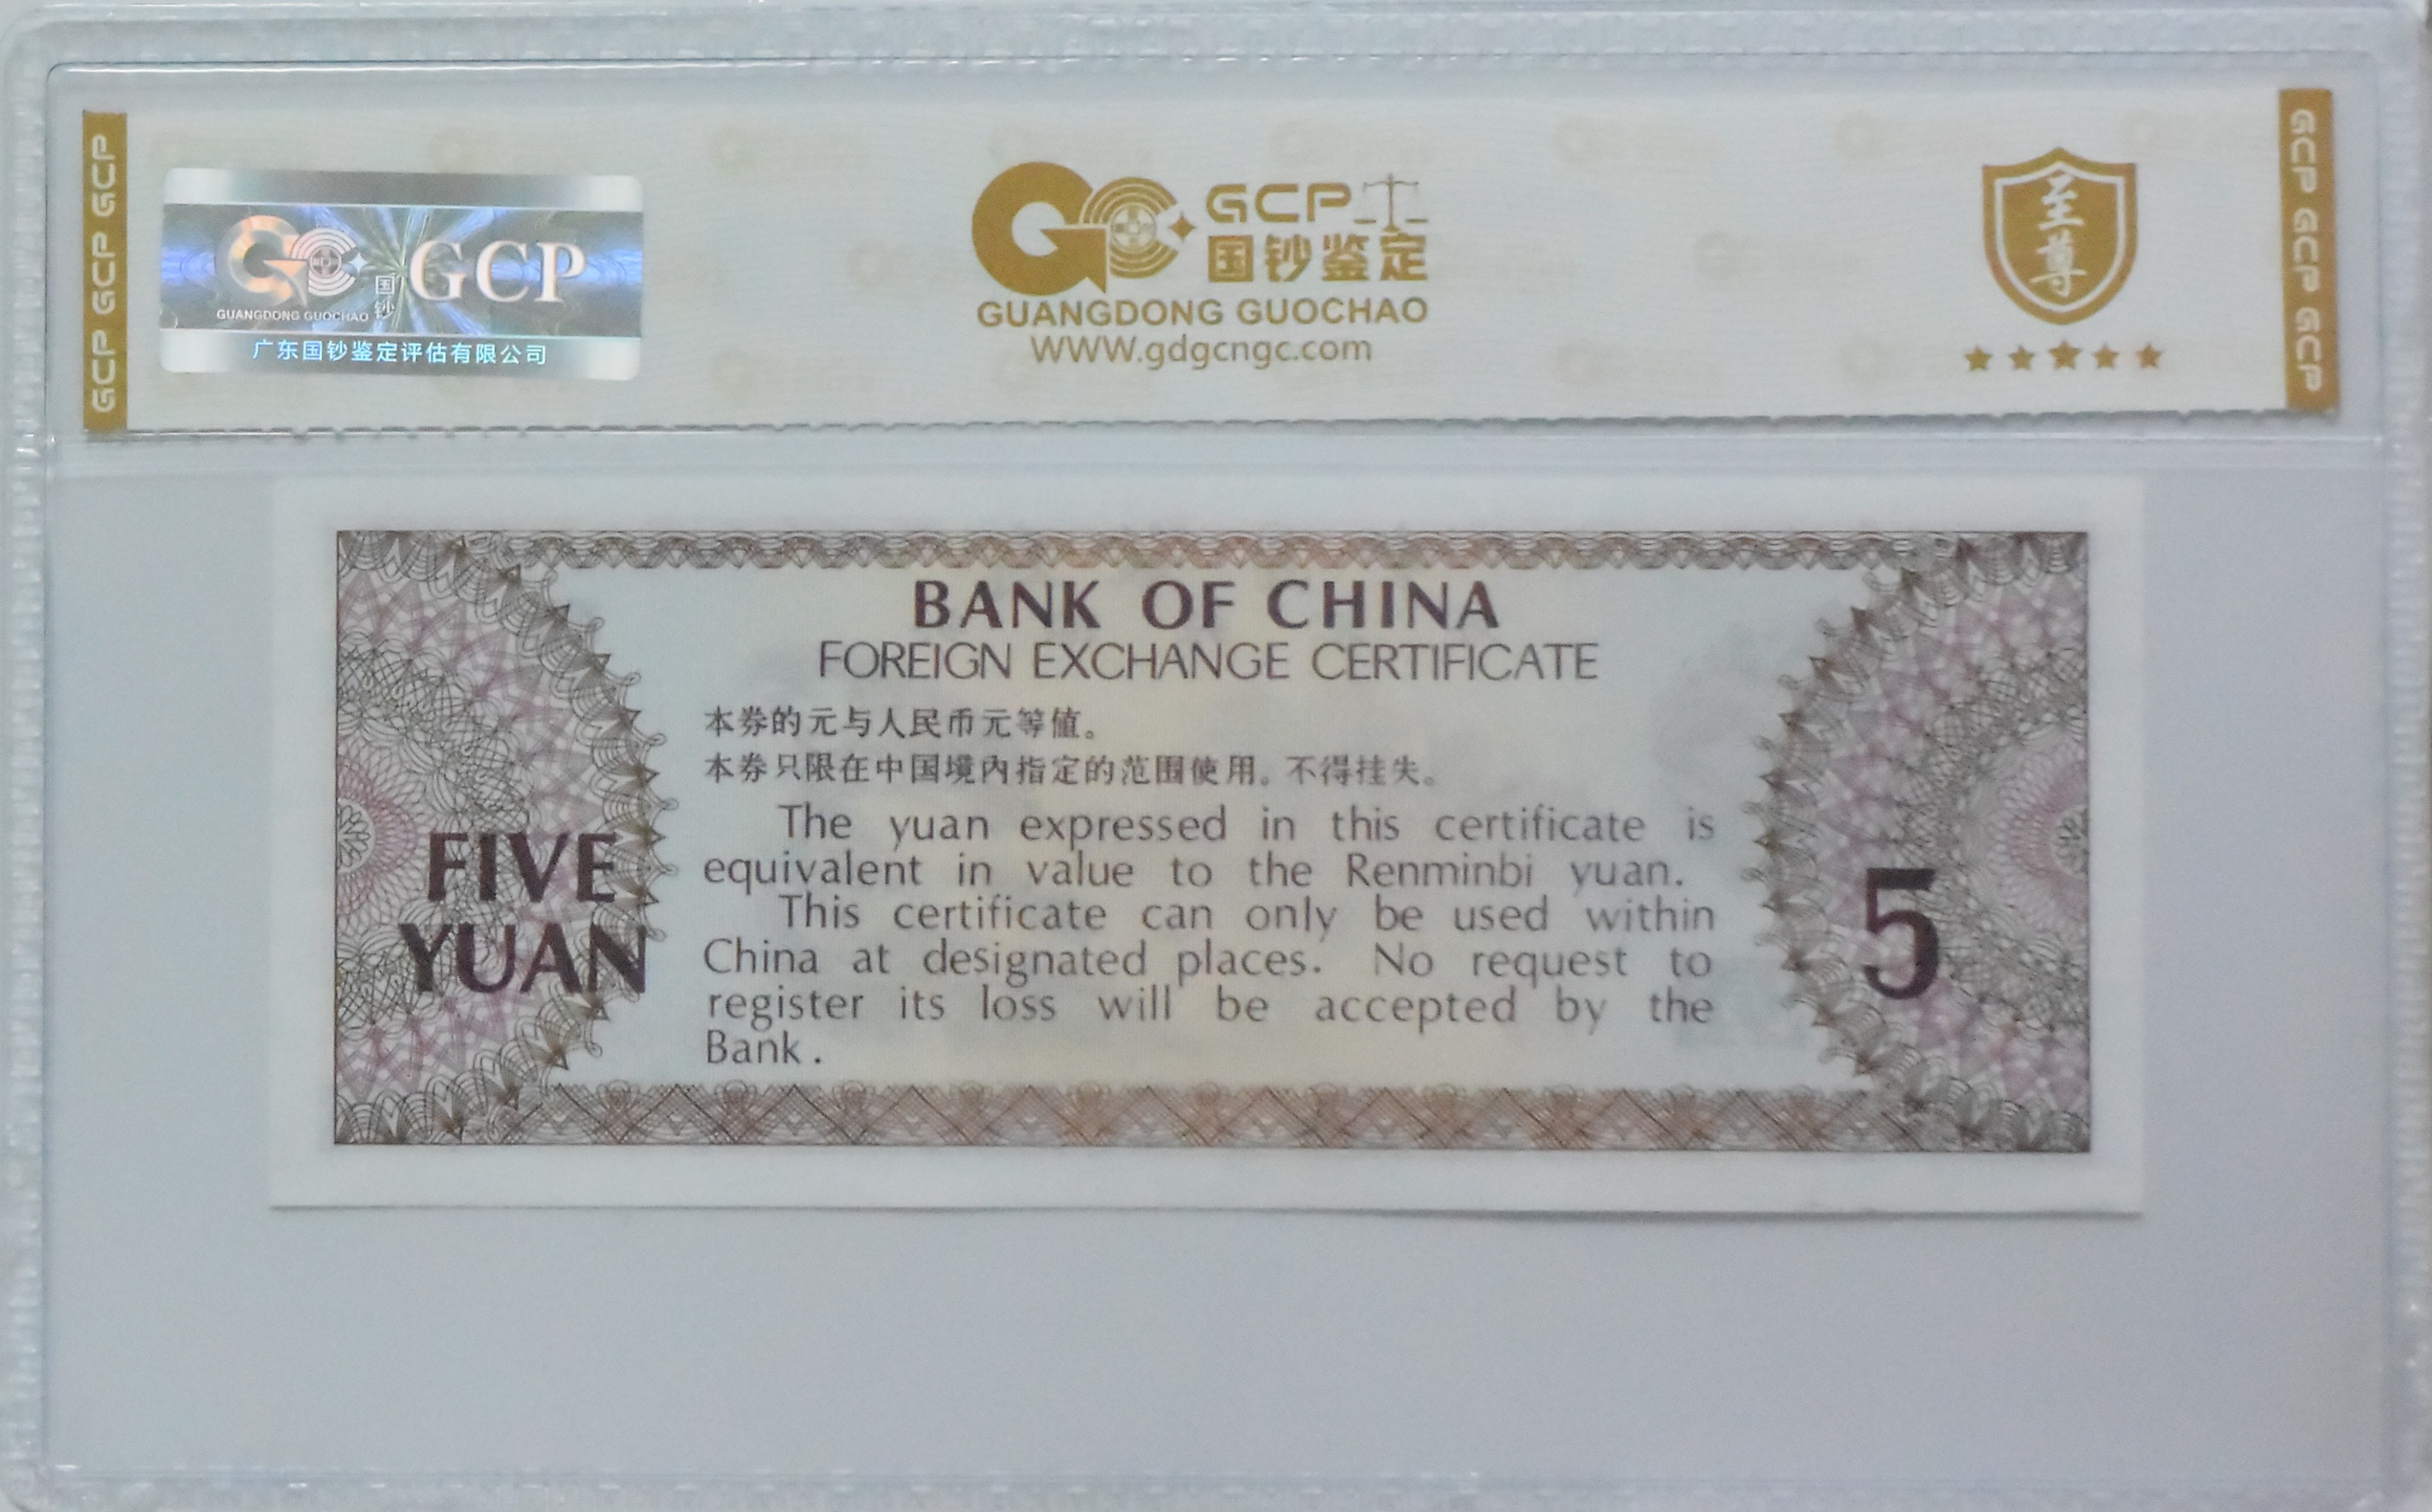 GCP GCP GCP
GC GCP
国钞
GUANGDONG GUOCHAO
广东国钞鉴定评估有限公司
GC GCP
国钞鉴定
GUANGDONG GUOCHAO
WWW.gdgcngc.com
至尊
GCP GCP GCP
BANK OF CHINA
FOREIGN EXCHANGE CERTIFICATE
本券的元与人民币元等值。
本券只限在中国境内指定的范围使用。不得挂失。
The yuan expressed in this certificate is
equivalent in value to the Renminbi yuan.
This certificate can only be used within
China at designated places. No request to
register its loss will be accepted by the
Bank.
FIVE
YUAN
5